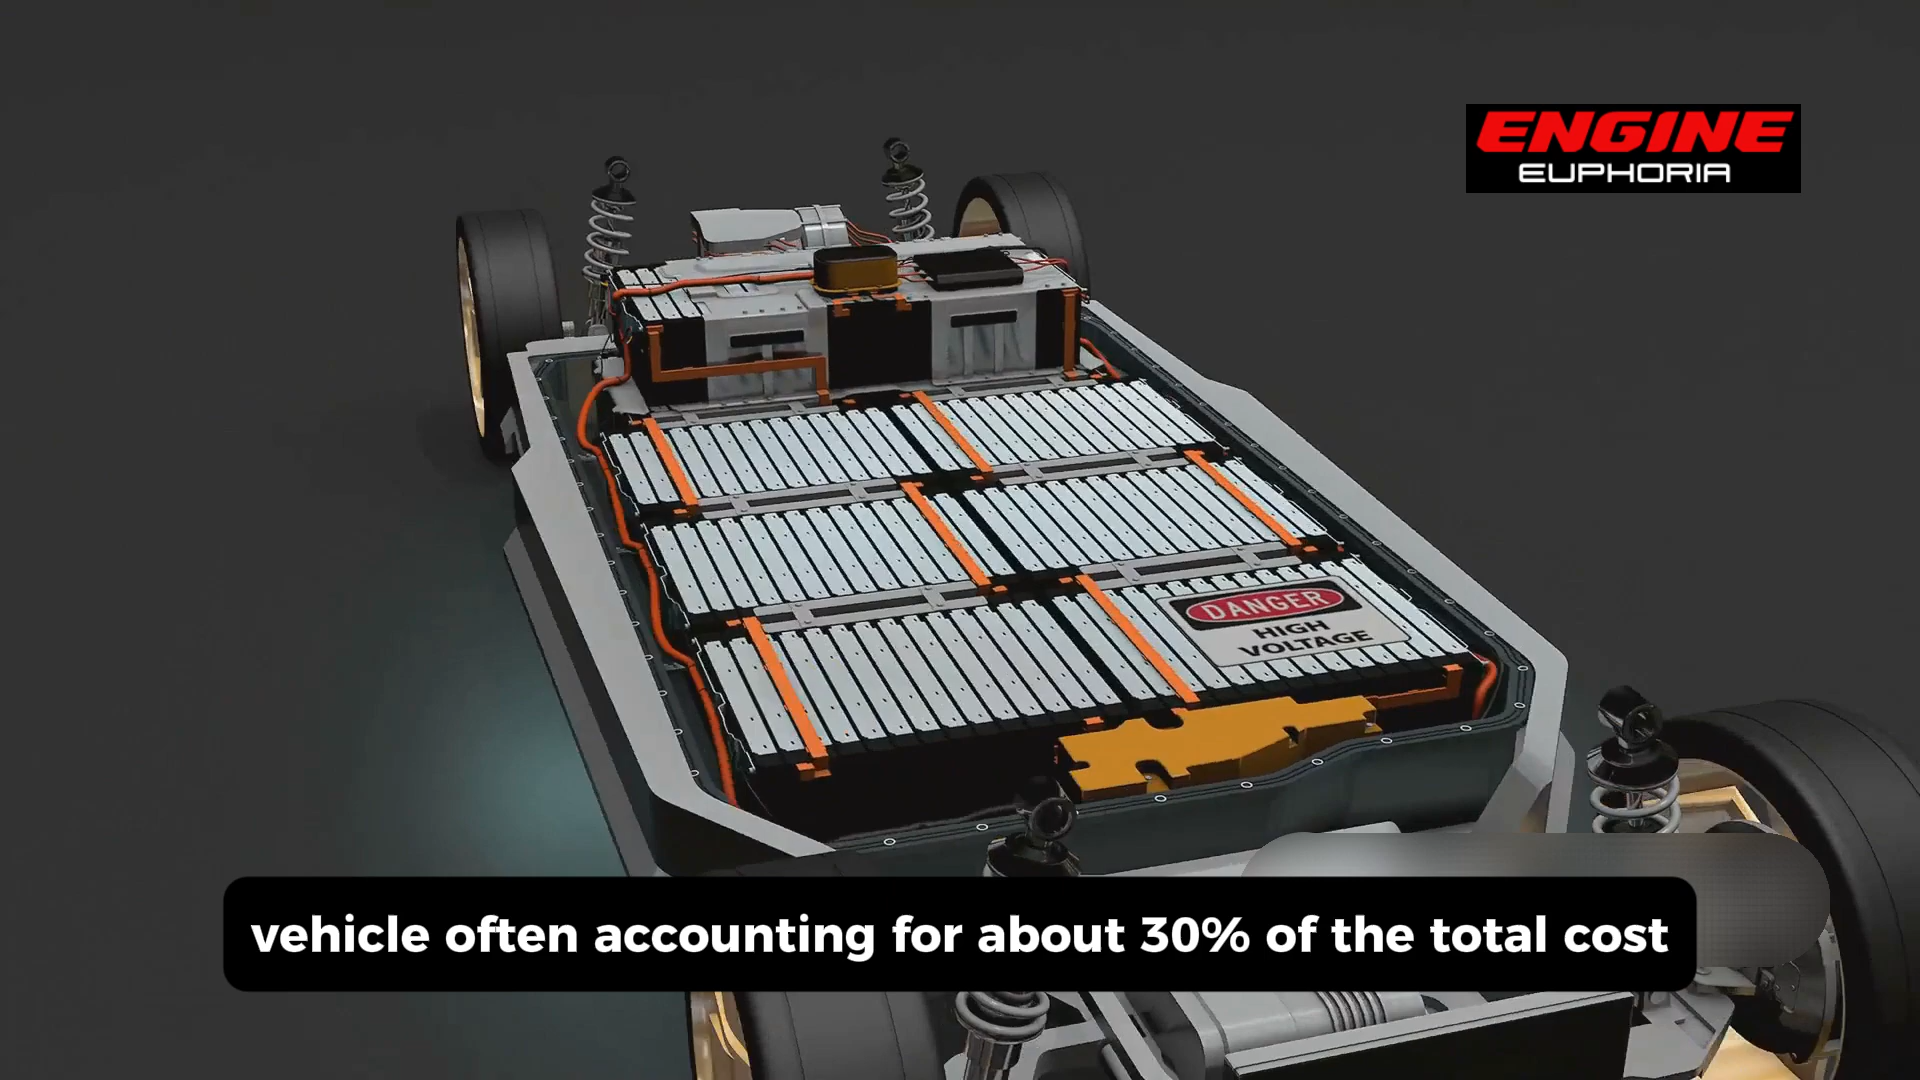 ENGINE
EUPHORIA
DANGER
HIGH
VOLTAGE
vehicle often accounting for about 30% of the total cost